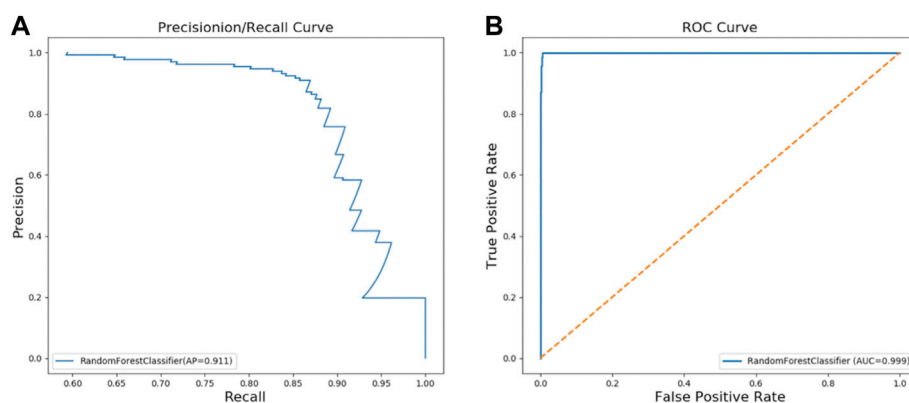 A
Precisionion/Recall Curve
1.0
0.8
0.6
0.4
0.2
0.0
Precision
RandomForestClassifier(AP=0.911)
0.60 0.65 0.70 0.75 0.80 0.85 0.90 0.95 1.00
Recall
B
ROC Curve
1.0
0.8
0.6
0.4
0.2
0.0
True Positive Rate
RandomForestClassifier (AUC=0.999)
0.0 0.2 0.4 0.6 0.8 1.0
False Positive Rate